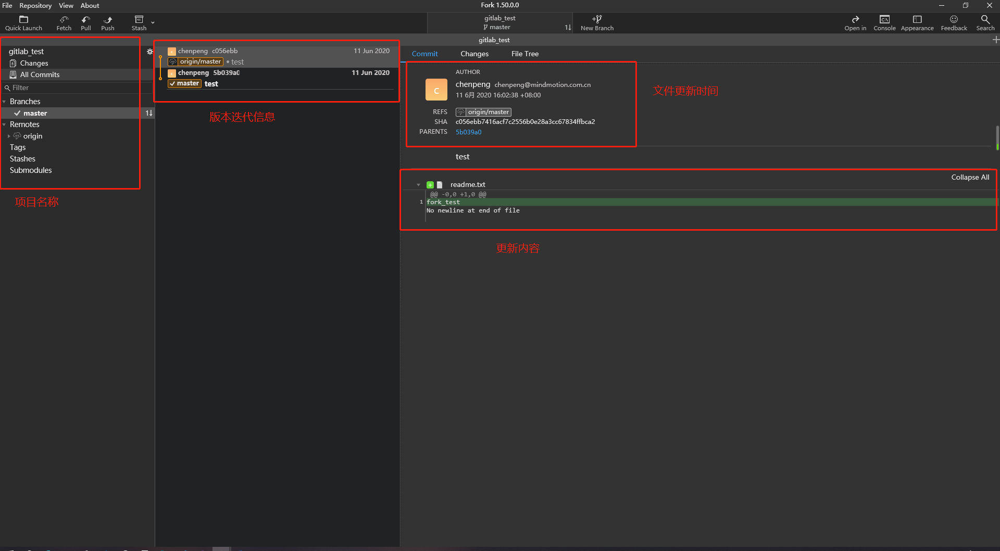 File Repository View About
Fork 1.50.0.0
Quick Launch Fetch Pull Push Stash
gitlab_test
master 1↓
New Branch
Open in Console Appearance Feedback Search
gitlab_test
gitlab_test
Changes
All Commits
Filter
Branches
master 1↓
Remotes
origin
Tags
Stashes
Submodules
项目名称
c chenpeng c056ebb 11 Jun 2020
origin/master • test
c chenpeng 5b039a0 11 Jun 2020
master test
版本迭代信息
Commit Changes File Tree
AUTHOR
C
chenpeng chenpeng@mindmotion.com.cn
11 6月 2020 16:02:38 +08:00
REFS origin/master
SHA c056ebb7416acf7c2556b0e28a3cc67834ffbca2
PARENTS 5b039a0
文件更新时间
test
Collapse All
readme.txt
@@ -0,0 +1,0 @@
1 fork_test
No newline at end of file
更新内容